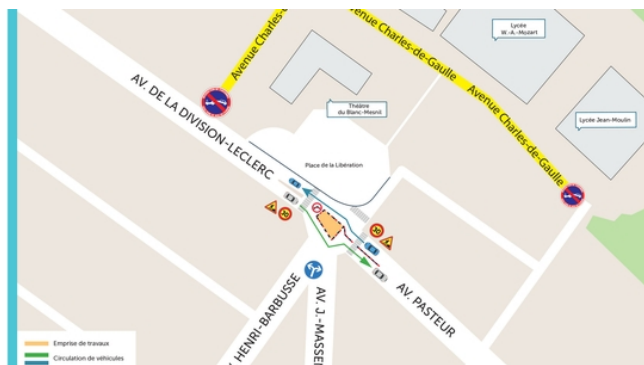 Avenue Charles-de-Gaulle
Avenue Charles-de-Gaulle
Lycée
W.-A.-Mozart
Lycée Jean-Moulin
Théâtre
du Blanc-Mesnil
AV. DE LA DIVISION-LECLERC
Place de la Libération
30
30
HENRI-BARBUSSE
AV. J.-MASSE
AV. PASTEUR
Emprise de travaux
Circulation de véhicules